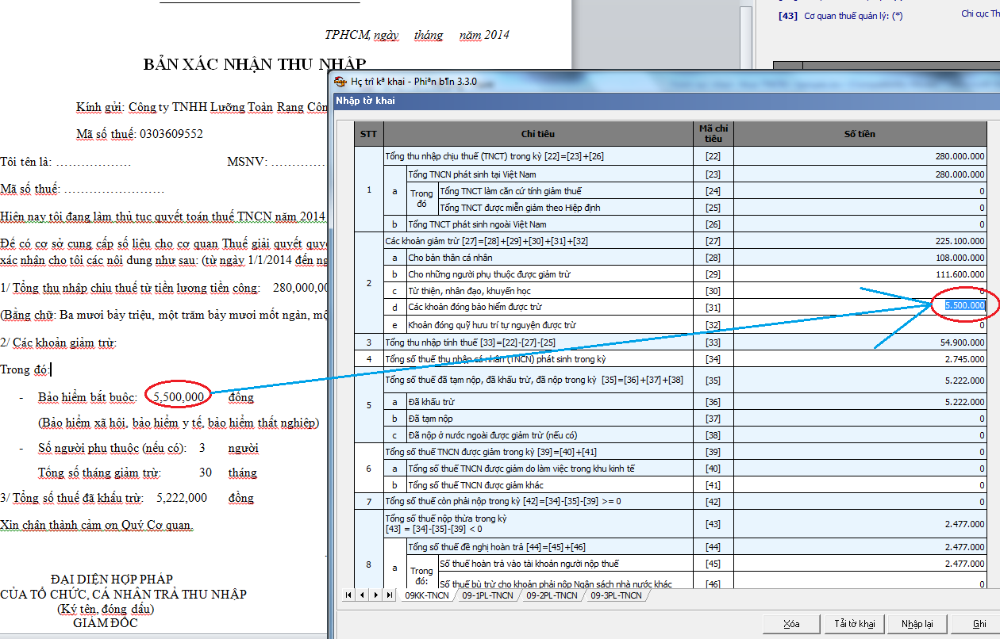 TPHCM, ngày tháng năm 2014
BẢN XÁC NHẬN THU NHẬP
Kính gửi: Công ty TNHH Lưỡng Toàn Rạng Côn
Mã số thuế: 0303609552
Tôi tên là: ……………… MSNV: …………
Mã số thuế: ……………………
Hiện nay tôi đang làm thủ tục quyết toán thuế TNCN năm 2014
Để có cơ sở cung cấp số liệu cho cơ quan Thuế giải quyết quy
xác nhận cho tôi các nội dung như sau: (từ ngày 1/1/2014 đến ng
1/ Tổng thu nhập chịu thuế từ tiền lương tiền công: 280,000,00
(Bằng chữ: Ba mươi bảy triệu, một trăm bảy mươi mốt ngàn, mộ
2/ Các khoản giảm trừ:
Trong đó:
- Bảo hiểm bắt buộc: 5,500,000 đồng
(Bảo hiểm xã hội, bảo hiểm y tế, bảo hiểm thất nghiệp)
- Số người phụ thuộc (nếu có): 3 người
Tổng số tháng giảm trừ: 30 tháng
3/ Tổng số thuế đã khấu trừ: 5,222,000 đồng
Xin chân thành cảm ơn Quý Cơ quan.
ĐẠI DIỆN HỢP PHÁP
CỦA TỔ CHỨC, CÁ NHÂN TRẢ THU NHẬP
(Ký tên, đóng dấu)
GIÁM ĐỐC
[43] Cơ quan thuế quản lý: (*) Chi cục Th
Hç trî kª khai - Phiªn b¶n 3.3.0
Nhập tờ khai
STT Chỉ tiêu Mã chỉ tiêu Số tiền
1 Tổng thu nhập chịu thuế (TNCT) trong kỳ [22]=[23]+[26] [22] 280.000.000
a Tổng TNCN phát sinh tại Việt Nam [23] 280.000.000
Trong đó Tổng TNCT làm căn cứ tính giảm thuế [24] 0
Tổng TNCT được miễn giảm theo Hiệp định [25] 0
b Tổng TNCT phát sinh ngoài Việt Nam [26] 0
2 Các khoản giảm trừ [27]=[28]+[29]+[30]+[31]+[32] [27] 225.100.000
a Cho bản thân cá nhân [28] 108.000.000
b Cho những người phụ thuộc được giảm trừ [29] 111.600.000
c Từ thiện, nhân đạo, khuyến học [30] 0
d Các khoản đóng bảo hiểm được trừ [31] 5.500.000
e Khoản đóng quỹ hưu trí tự nguyện được trừ [32] 0
3 Tổng thu nhập tính thuế [33]=[22]-[27]-[25] [33] 54.900.000
4 Tổng số thuế thu nhập cá nhân (TNCN) phát sinh trong kỳ [34] 2.745.000
5 Tổng số thuế đã tạm nộp, đã khấu trừ, đã nộp trong kỳ [35]=[36]+[37]+[38] [35] 5.222.000
a Đã khấu trừ [36] 5.222.000
b Đã tạm nộp [37] 0
c Đã nộp ở nước ngoài được giảm trừ (nếu có) [38] 0
6 Tổng số thuế TNCN được giảm trong kỳ [39]=[40]+[41] [39] 0
a Tổng số thuế TNCN được giảm do làm việc trong khu kinh tế [40] 0
b Tổng số thuế TNCN được giảm khác [41] 0
7 Tổng số thuế còn phải nộp trong kỳ [42]=[34]-[35]-[39] >= 0 [42] 0
8 Tổng số thuế nộp thừa trong kỳ
[43] = [34]-[35]-[39] < 0 [43] 2.477.000
a Tổng số thuế đề nghị hoàn trả [44]=[45]+[46] [44] 2.477.000
Trong đó: Số thuế hoàn trả vào tài khoản người nộp thuế [45] 2.477.000
Số thuế bù trừ cho khoản phải nộp Ngân sách nhà nước khác [46] 0
09KK-TNCN 09-1PL-TNCN 09-2PL-TNCN 09-3PL-TNCN
Xóa Tải tờ khai Nhập lại Ghi